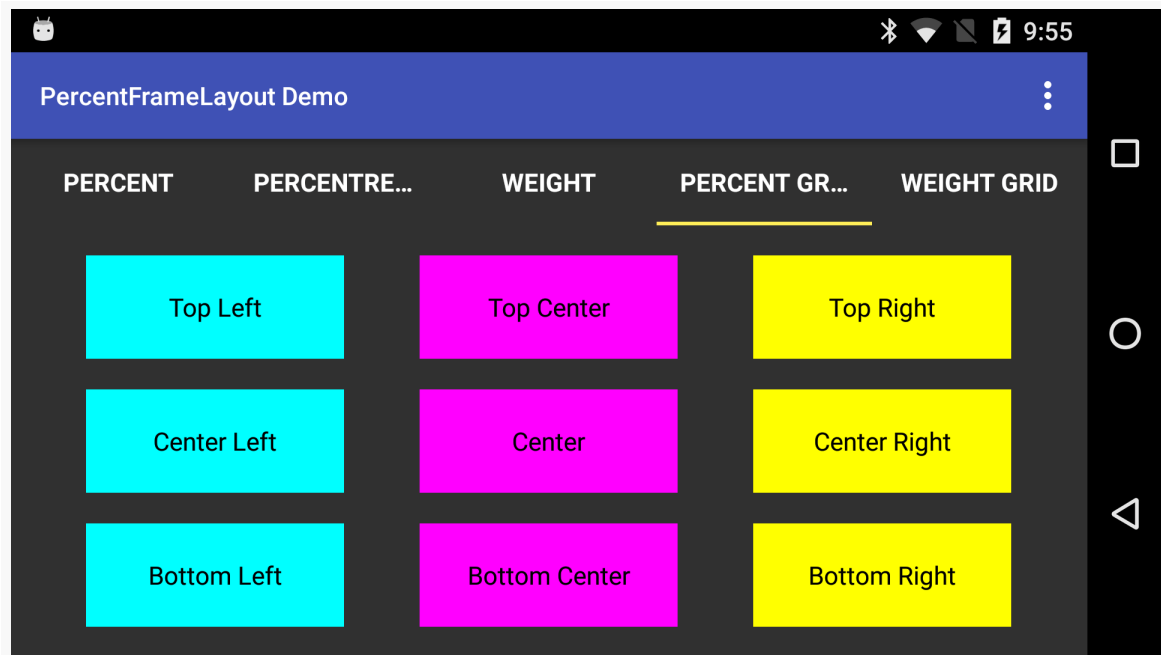 9:55
PercentFrameLayout Demo
PERCENT PERCENTRE... WEIGHT PERCENT GR... WEIGHT GRID
Top Left Top Center Top Right
Center Left Center Center Right
Bottom Left Bottom Center Bottom Right